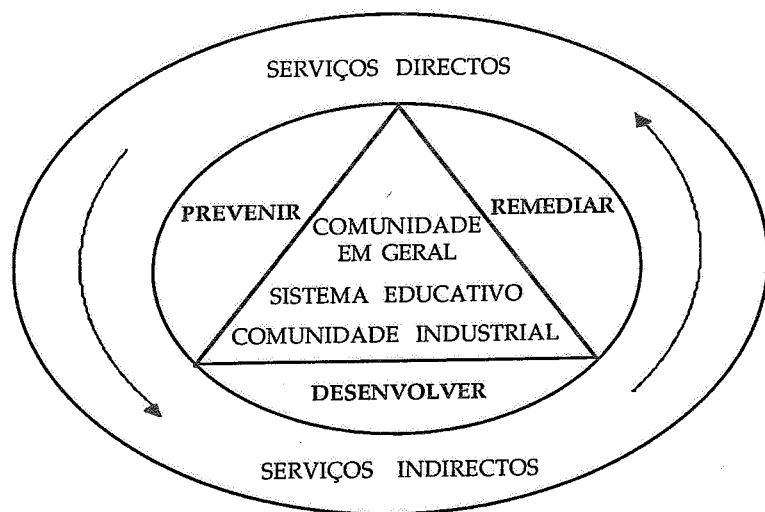 SERVIÇOS DIRECTOS
PREVENIR
REMEDIAR
COMUNIDADE
EM GERAL
SISTEMA EDUCATIVO
COMUNIDADE INDUSTRIAL
DESENVOLVER
SERVIÇOS INDIRECTOS